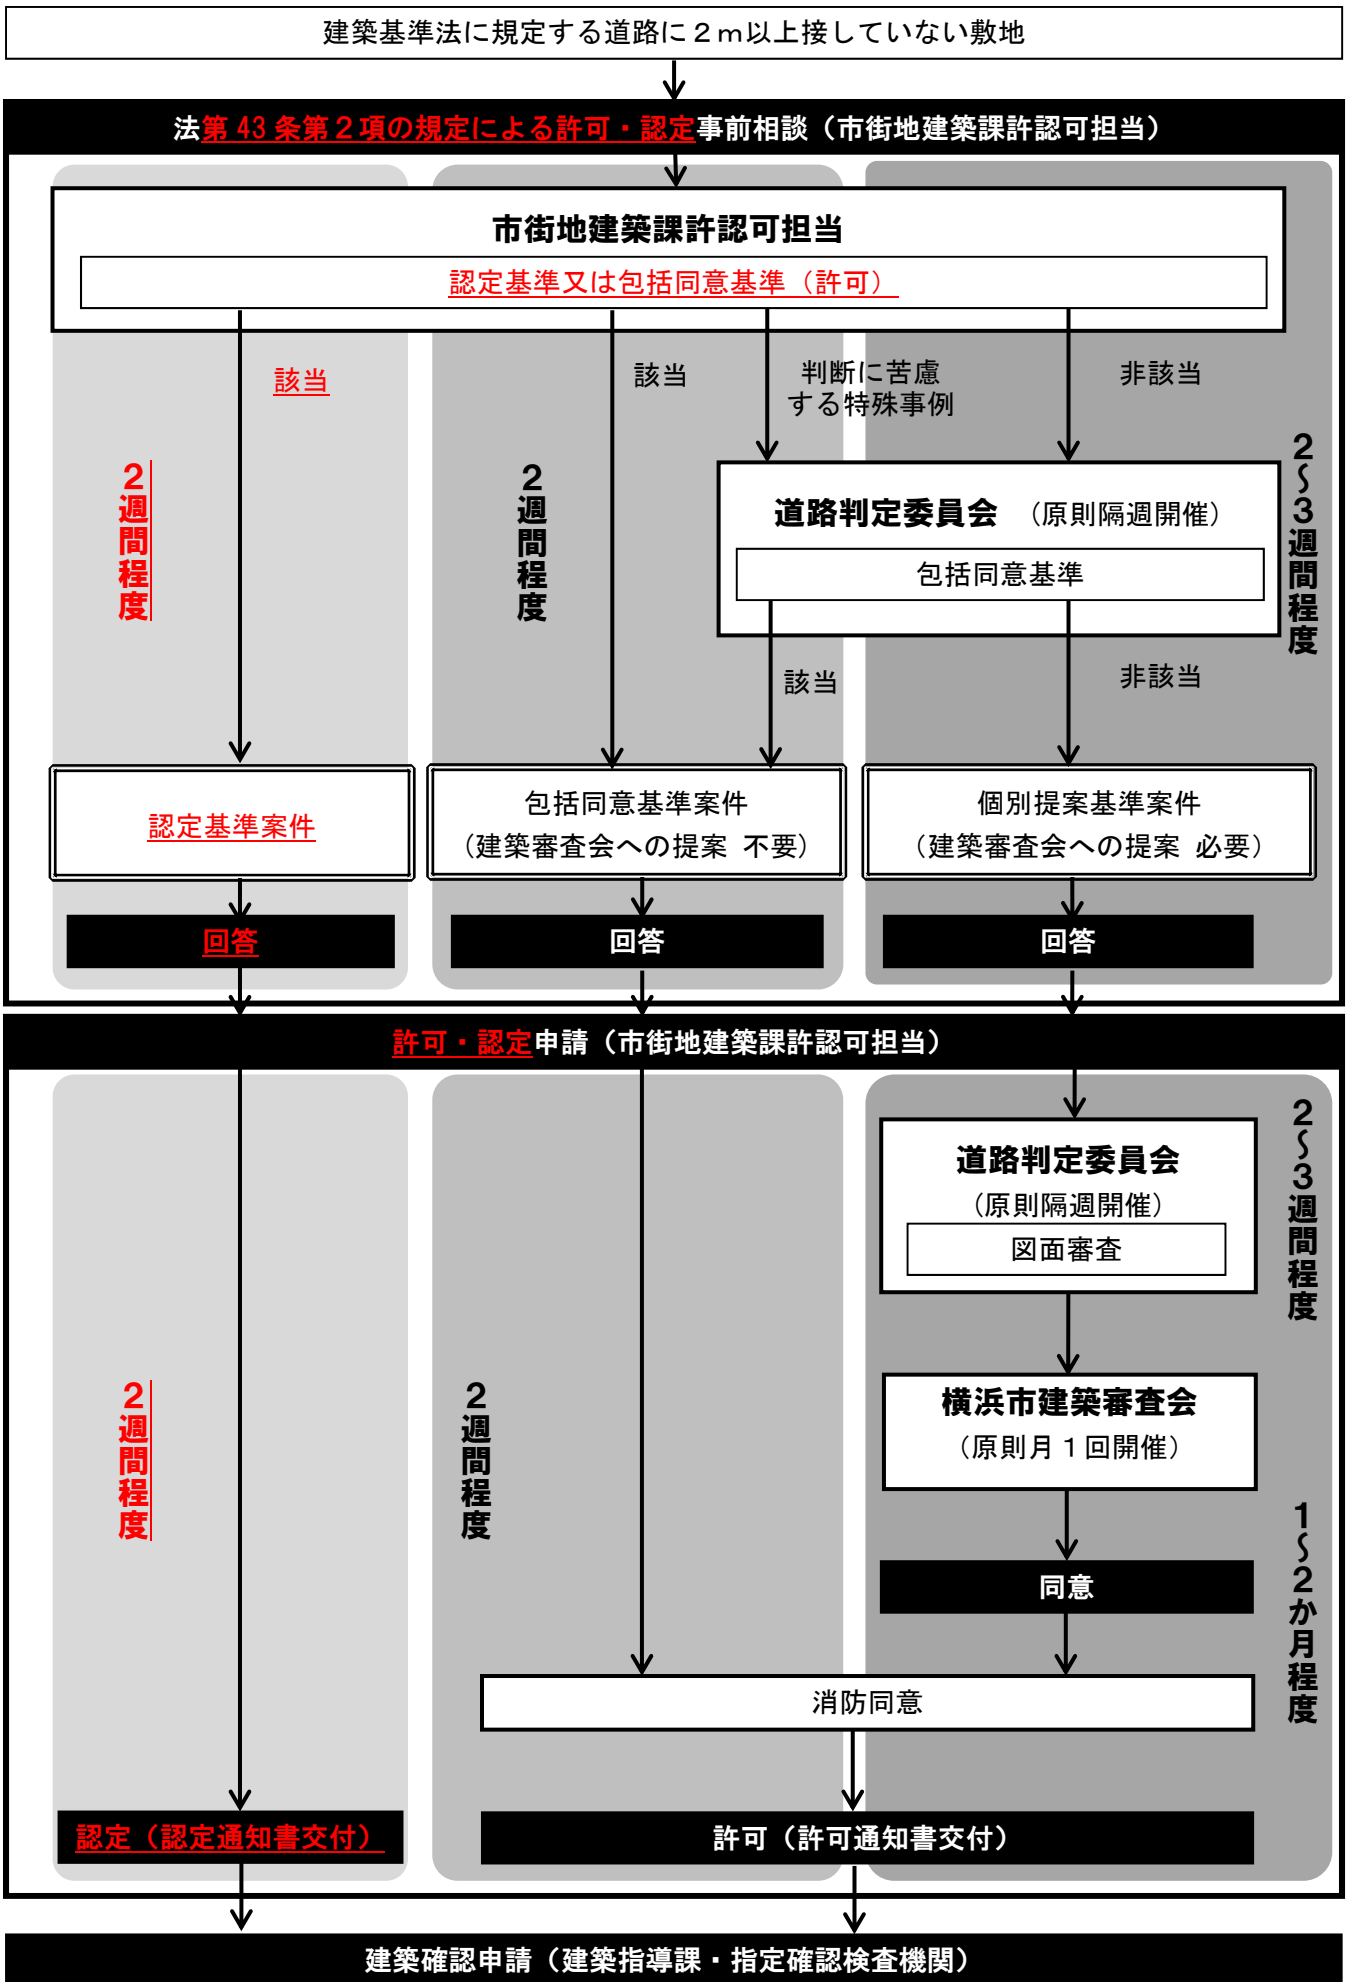 建築基準法に規定する道路に２ｍ以上接していない敷地
法第 43 条第２項の規定による許可・認定事前相談（市街地建築課許認可担当）
市街地建築課許認可担当
認定基準又は包括同意基準（許可）
該当
該当
判断に苦慮
する特殊事例
非該当
２週間程度
２週間程度
２～３週間程度
道路判定委員会 （原則隔週開催）
包括同意基準
該当
非該当
認定基準案件
包括同意基準案件
（建築審査会への提案 不要）
個別提案基準案件
（建築審査会への提案 必要）
回答
回答
回答
許可・認定申請（市街地建築課許認可担当）
道路判定委員会
（原則隔週開催）
図面審査
２～３週間程度
横浜市建築審査会
（原則月１回開催）
２週間程度
２週間程度
１～２か月程度
同意
消防同意
認定（認定通知書交付）
許可（許可通知書交付）
建築確認申請（建築指導課・指定確認検査機関）